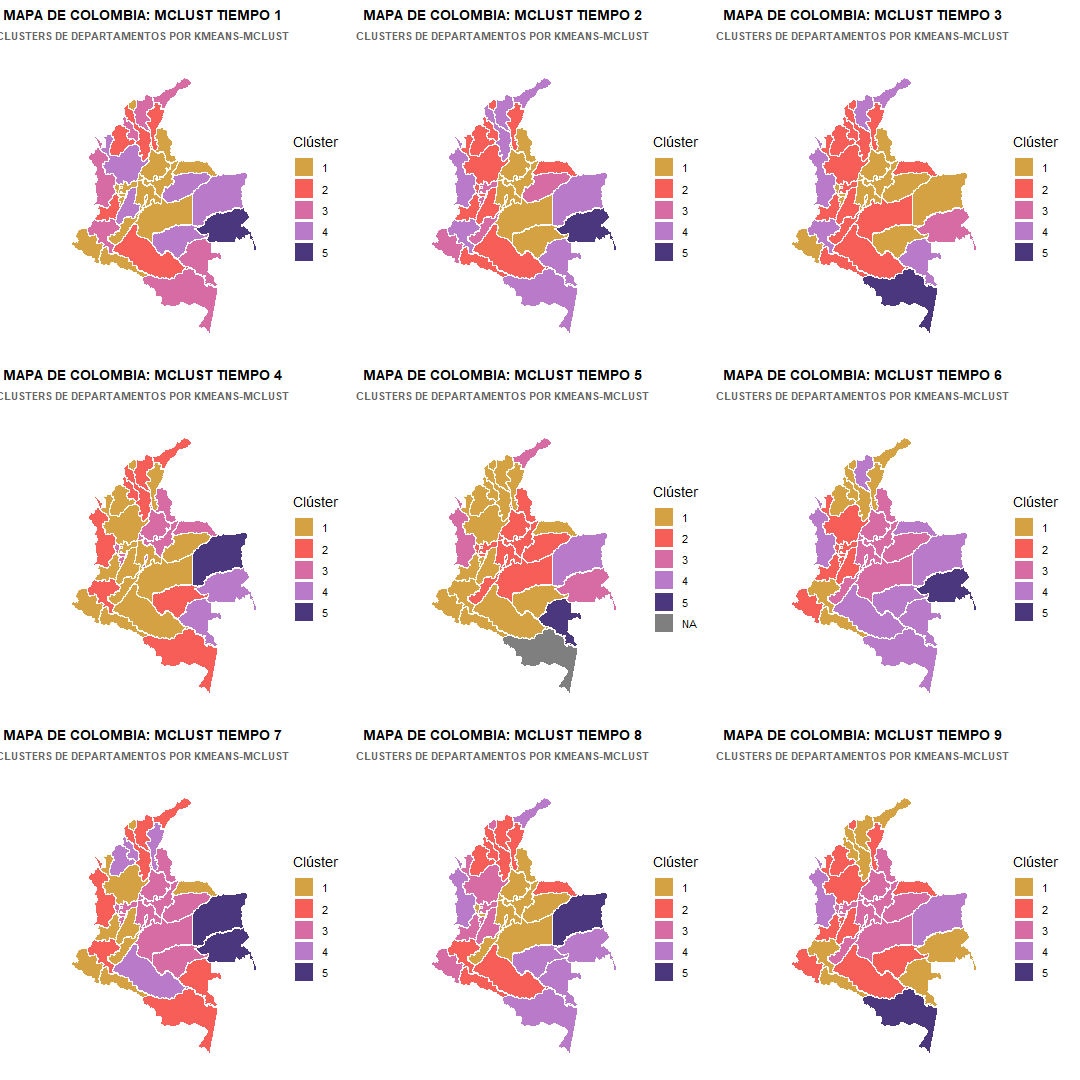 MAPA DE COLOMBIA: MCLUST TIEMPO 1
CLUSTERS DE DEPARTAMENTOS POR KMEANS-MCLUST
Clúster
1
2
3
4
5
MAPA DE COLOMBIA: MCLUST TIEMPO 2
CLUSTERS DE DEPARTAMENTOS POR KMEANS-MCLUST
Clúster
1
2
3
4
5
MAPA DE COLOMBIA: MCLUST TIEMPO 3
CLUSTERS DE DEPARTAMENTOS POR KMEANS-MCLUST
Clúster
1
2
3
4
5
MAPA DE COLOMBIA: MCLUST TIEMPO 4
CLUSTERS DE DEPARTAMENTOS POR KMEANS-MCLUST
Clúster
1
2
3
4
5
MAPA DE COLOMBIA: MCLUST TIEMPO 5
CLUSTERS DE DEPARTAMENTOS POR KMEANS-MCLUST
Clúster
1
2
3
4
5
NA
MAPA DE COLOMBIA: MCLUST TIEMPO 6
CLUSTERS DE DEPARTAMENTOS POR KMEANS-MCLUST
Clúster
1
2
3
4
5
MAPA DE COLOMBIA: MCLUST TIEMPO 7
CLUSTERS DE DEPARTAMENTOS POR KMEANS-MCLUST
Clúster
1
2
3
4
5
MAPA DE COLOMBIA: MCLUST TIEMPO 8
CLUSTERS DE DEPARTAMENTOS POR KMEANS-MCLUST
Clúster
1
2
3
4
5
MAPA DE COLOMBIA: MCLUST TIEMPO 9
CLUSTERS DE DEPARTAMENTOS POR KMEANS-MCLUST
Clúster
1
2
3
4
5